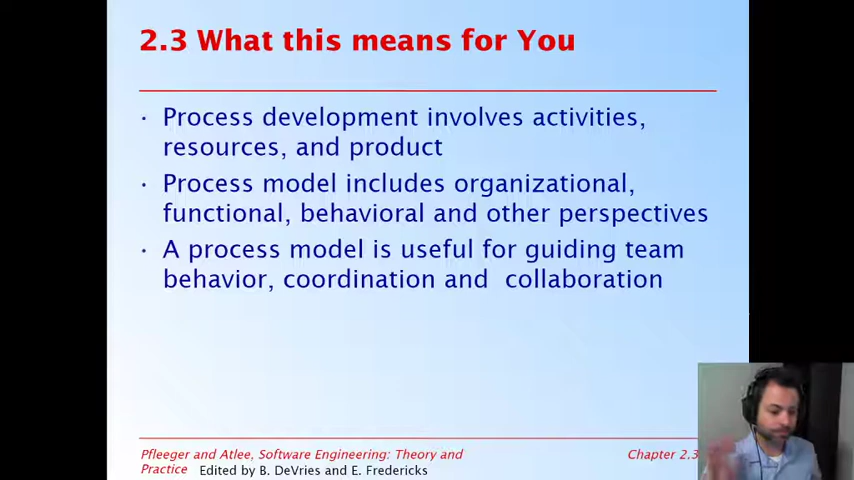 2.3 What this means for You
· Process development involves activities,
resources, and product
· Process model includes organizational,
functional, behavioral and other perspectives
· A process model is useful for guiding team
behavior, coordination and  collaboration
Pfleeger and Atlee, Software Engineering: Theory and
Practice Edited by B. DeVries and E. Fredericks
Chapter 2.3